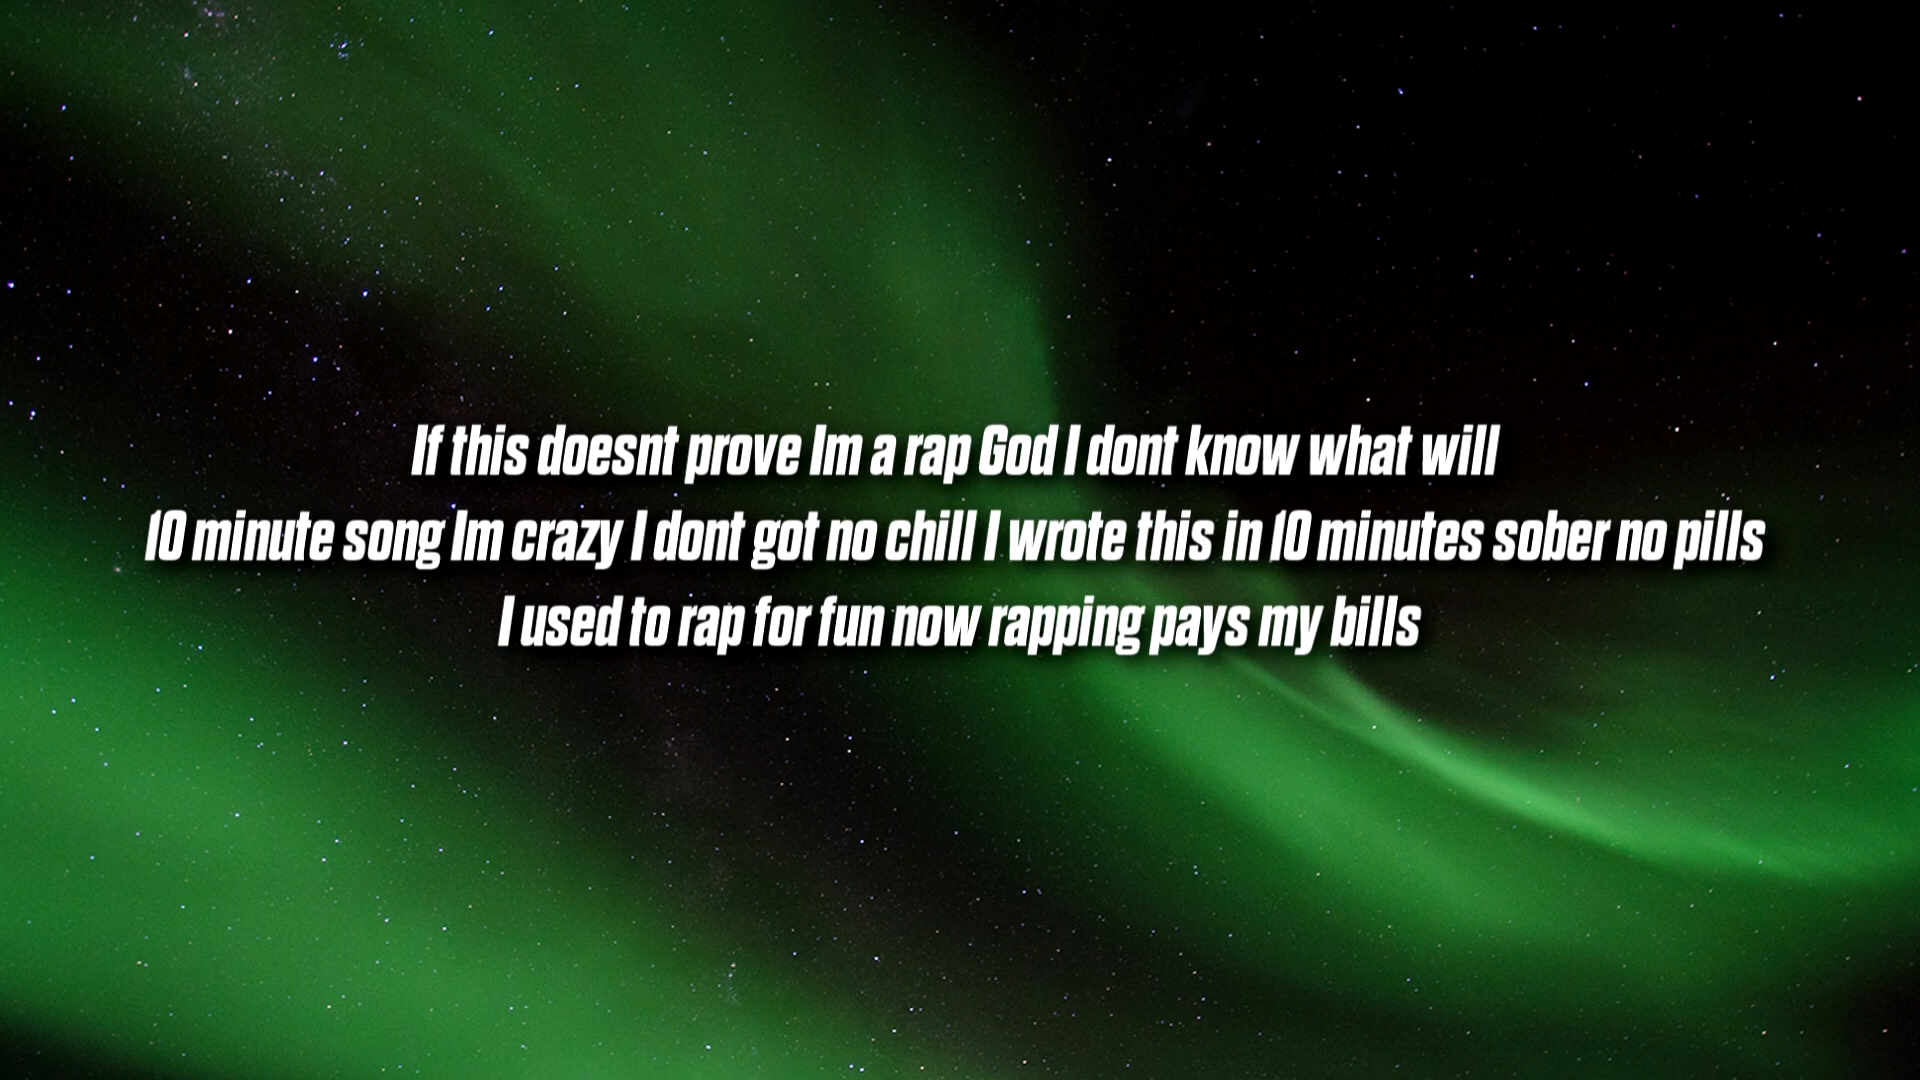 If this doesnt prove Im a rap God I dont know what will
10 minute song Im crazy I dont got no chill I wrote this in 10 minutes sober no pills
I used to rap for fun now rapping pays my bills